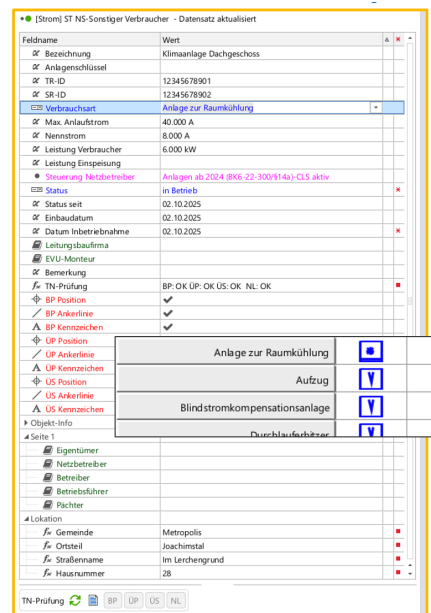 [Strom] ST NS-Sonstiger Verbraucher - Datensatz aktualisiert
Feldname Wert &
Bezeichnung Klimaanlage Dachgeschoss
Anlagenschlüssel
TR-ID 12345678901
SR-ID 12345678902
Verbrauchsart Anlage zur Raumkühlung
Max. Anlaufstrom 40.000 A
Nennstrom 8.000 A
Leistung Verbraucher 6.000 kW
Leistung Einspeisung
Steuerung Netzbetreiber Anlagen ab 2024 (BK6-22-300/§14a)-CLS aktiv
Status in Betrieb
Status seit 02.10.2025
Einbaudatum 02.10.2025
Datum Inbetriebnahme 02.10.2025
Leitungsbaufirma
EVU-Monteur
Bemerkung
TN-Prüfung BP: OK ÜP: OK ÜS: OK NL: OK
BP Position
BP Ankerlinie
BP Kennzeichen
ÜP Position
ÜP Ankerlinie
ÜP Kennzeichen
ÜS Position
ÜS Ankerlinie
ÜS Kennzeichen
Anlage zur Raumkühlung
Aufzug
Blindstromkompensationsanlage
Durchlauferhitzer
Objekt-Info
Seite 1
Eigentümer
Netzbetreiber
Betreiber
Betriebsführer
Pächter
Lokation
Gemeinde Metropolis
Ortsteil Joachimstal
Straßenname Im Lerchengrund
Hausnummer 28
TN-Prüfung BP ÜP ÜS NL